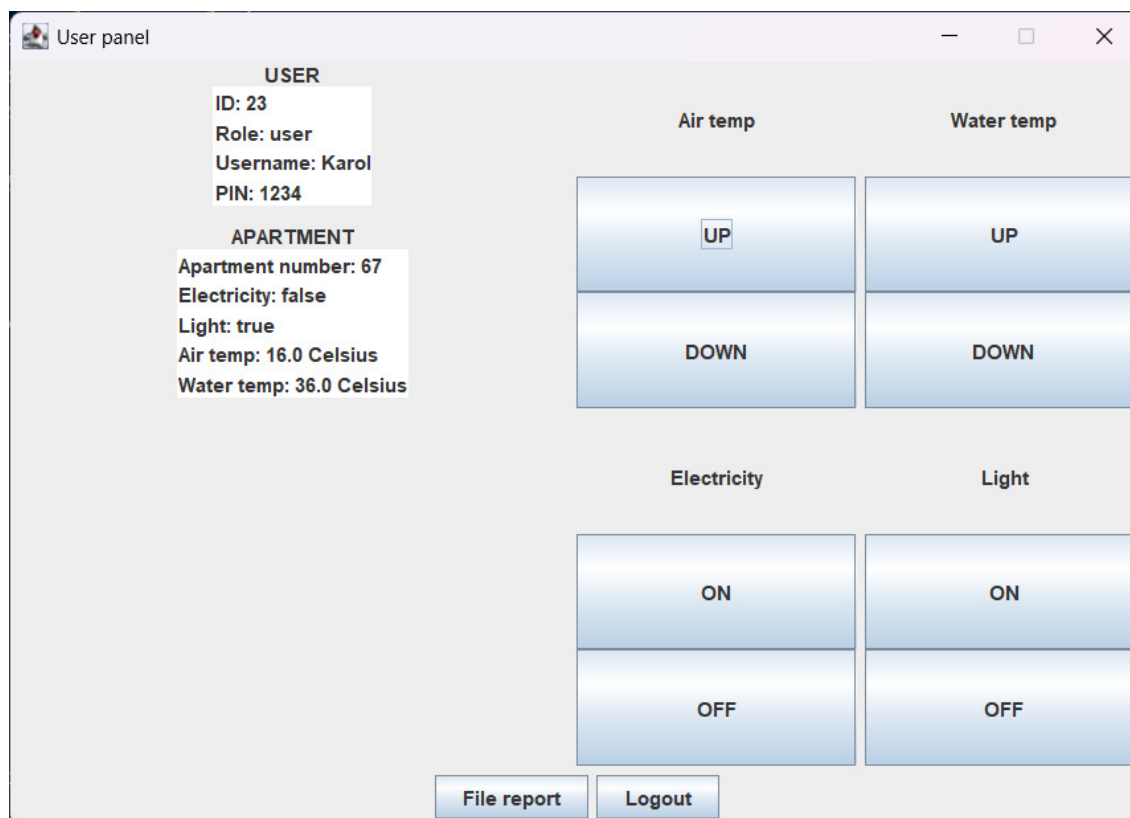 User panel
USER
ID: 23
Role: user
Username: Karol
PIN: 1234
APARTMENT
Apartment number: 67
Electricity: false
Light: true
Air temp: 16.0 Celsius
Water temp: 36.0 Celsius
Air temp Water temp
UP UP
DOWN DOWN
Electricity Light
ON ON
OFF OFF
File report Logout